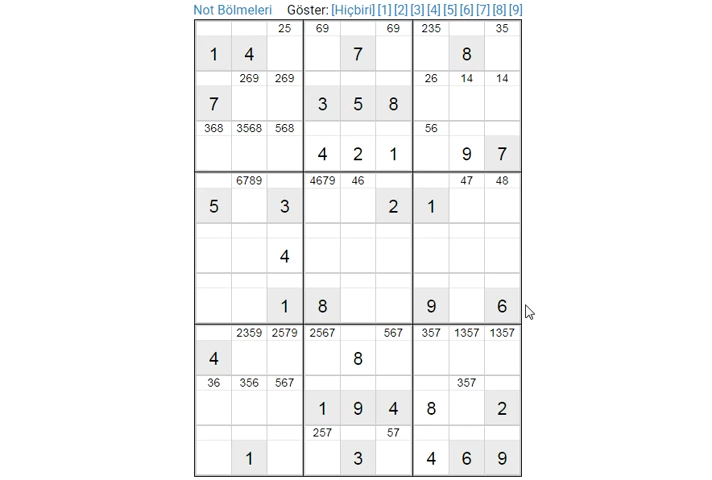 Not Bölmeleri Göster: [Hiçbiri] [1] [2] [3] [4] [5] [6] [7] [8] [9]
25 69 69 235 35
1 4 7 8
269 269 26 14 14
7 3 5 8
368 3568 568 56
4 2 1 9 7
6789 4679 46 47 48
5 3 2 1
4
1 8 9 6
2359 2579 2567 567 357 1357 1357
4 8
36 356 567 357
1 9 4 8 2
257 57
1 3 4 6 9